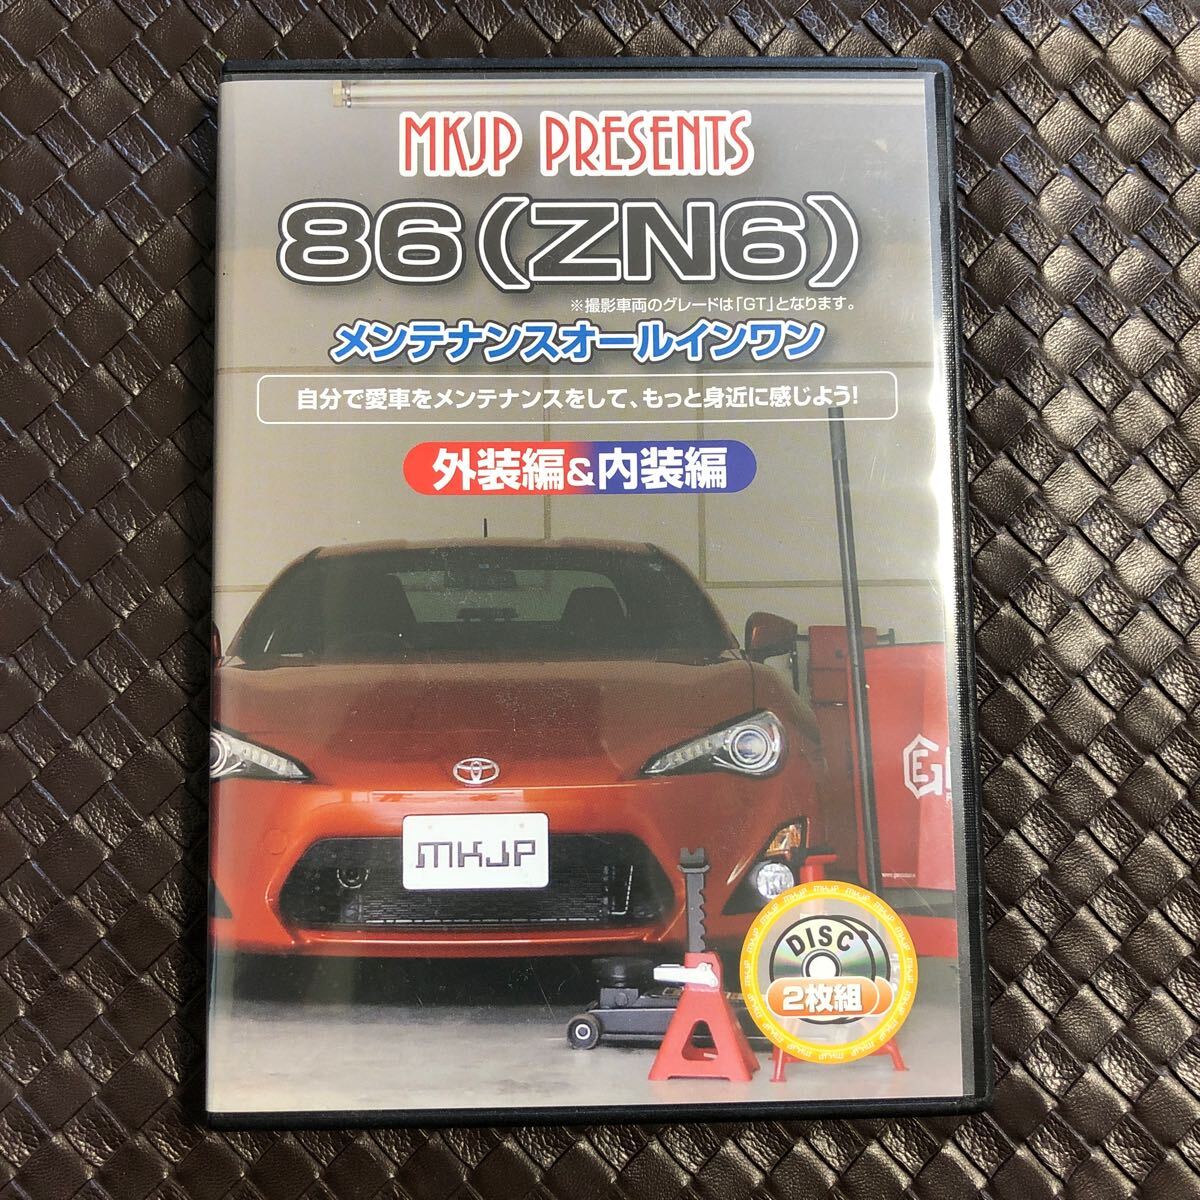 MKJP PRESENTS
86(ZN6)
※撮影車両のグレードは「GT」となります。
メンテナンスオールインワン
自分で愛車をメンテナンスをして、もっと身近に感じよう!
外装編&内装編
MKJP
DISC
2枚組